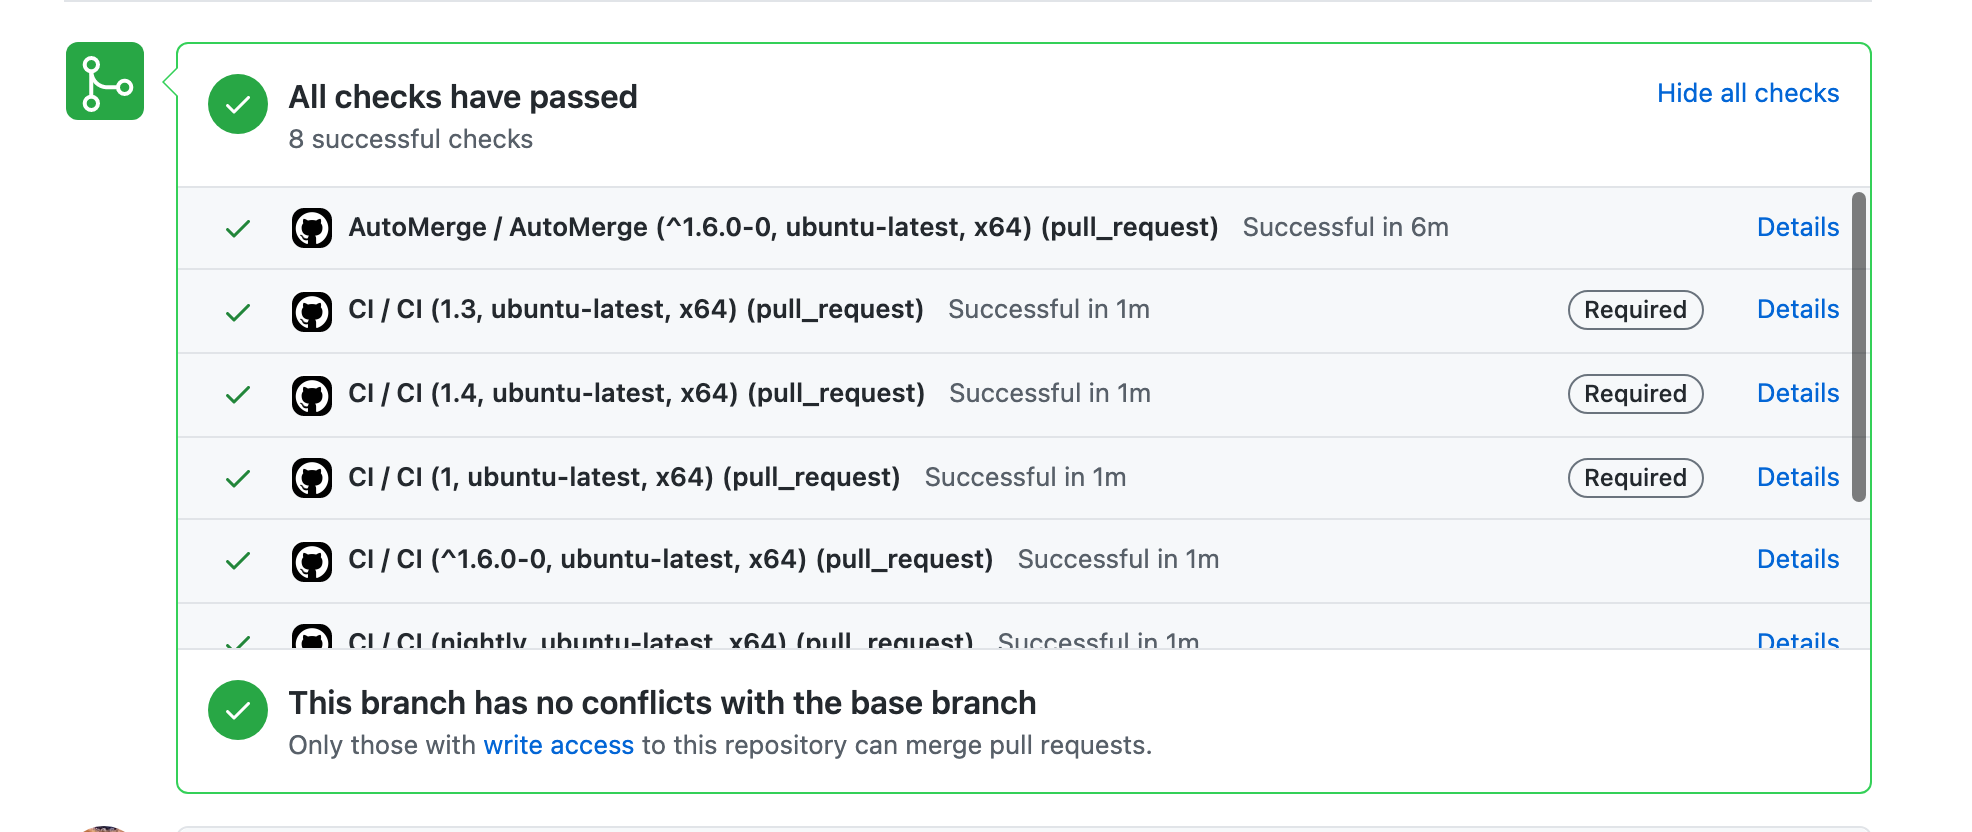 All checks have passed
Hide all checks
8 successful checks
AutoMerge / AutoMerge (^1.6.0-0, ubuntu-latest, x64) (pull_request) Successful in 6m Details
CI / CI (1.3, ubuntu-latest, x64) (pull_request) Successful in 1m Required Details
CI / CI (1.4, ubuntu-latest, x64) (pull_request) Successful in 1m Required Details
CI / CI (1, ubuntu-latest, x64) (pull_request) Successful in 1m Required Details
CI / CI (^1.6.0-0, ubuntu-latest, x64) (pull_request) Successful in 1m Details
CI / CI (nightly, ubuntu-latest, x64) (pull_request) Successful in 1m Details
This branch has no conflicts with the base branch
Only those with write access to this repository can merge pull requests.